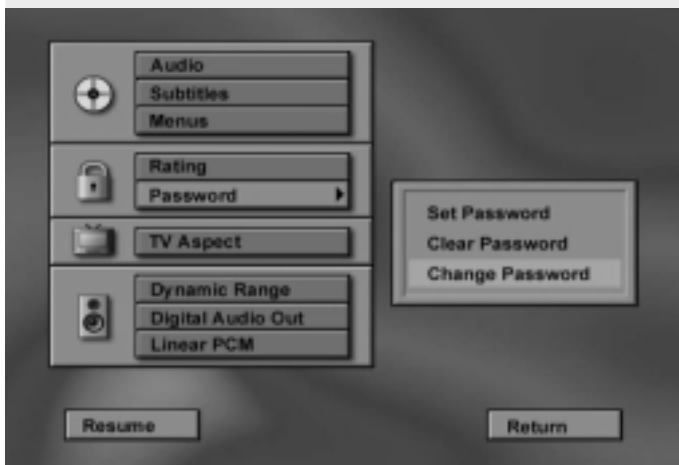 Audio
Subtitles
Menus
Rating
Password
TV Aspect
Dynamic Range
Digital Audio Out
Linear PCM
Set Password
Clear Password
Change Password
Resume
Return